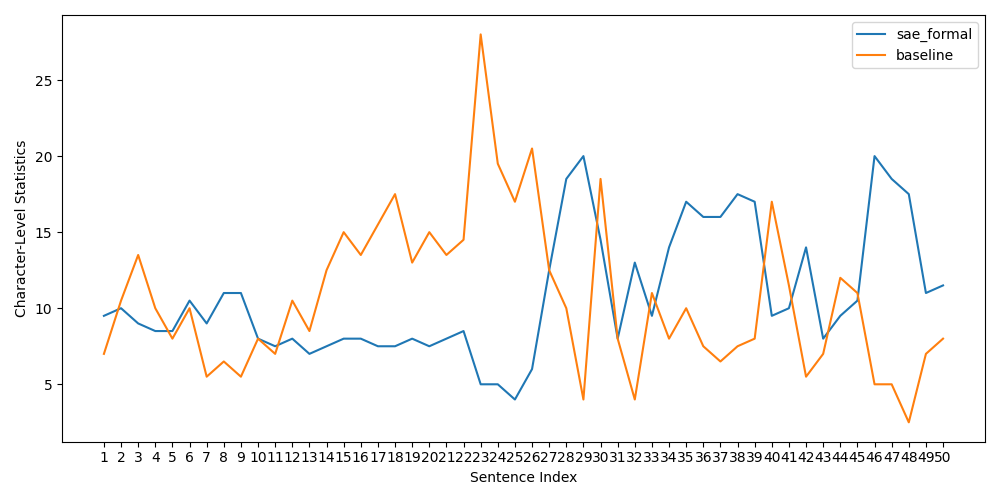 sae_formal
baseline
Character-Level Statistics
25
20
15
10
5
1 2 3 4 5 6 7 8 9 10 11 12 13 14 15 16 17 18 19 20 21 22 23 24 25 26 27 28 29 30 31 32 33 34 35 36 37 38 39 40 41 42 43 44 45 46 47 48 49 50
Sentence Index